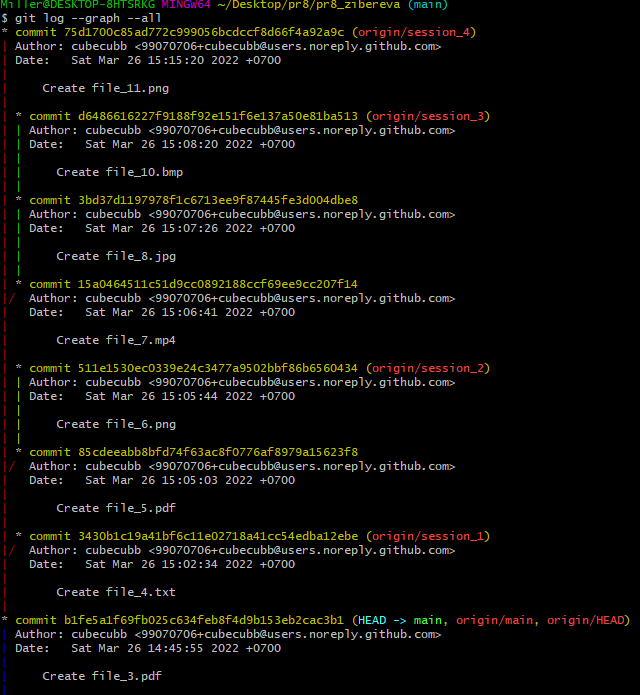 Miller@DESKTOP-8HTSRKG MINGW64 ~/Desktop/pr8/pr8_zibereva (main)
$ git log --graph --all
* commit 75d1700c85ad772c999056bcdccf8d66f4a92a9c (origin/session_4)
| Author: cubecubb <99070706+cubecubb@users.noreply.github.com>
| Date:   Sat Mar 26 15:15:20 2022 +0700
|
|     Create file_11.png
|
| * commit d6486616227f9188f92e151f6e137a50e81ba513 (origin/session_3)
| | Author: cubecubb <99070706+cubecubb@users.noreply.github.com>
| | Date:   Sat Mar 26 15:08:20 2022 +0700
| |
| |     Create file_10.bmp
| |
| * commit 3bd37d1197978f1c6713ee9f87445fe3d004dbe8
| | Author: cubecubb <99070706+cubecubb@users.noreply.github.com>
| | Date:   Sat Mar 26 15:07:26 2022 +0700
| |
| |     Create file_8.jpg
| |
| * commit 15a0464511c51d9cc0892188ccf69ee9cc207f14
|/  Author: cubecubb <99070706+cubecubb@users.noreply.github.com>
|   Date:   Sat Mar 26 15:06:41 2022 +0700
|
|       Create file_7.mp4
|
| * commit 511e1530ec0339e24c3477a9502bbf86b6560434 (origin/session_2)
| | Author: cubecubb <99070706+cubecubb@users.noreply.github.com>
| | Date:   Sat Mar 26 15:05:44 2022 +0700
| |
| |     Create file_6.png
| |
| * commit 85cdeeabb8bfd74f63ac8f0776af8979a15623f8
|/  Author: cubecubb <99070706+cubecubb@users.noreply.github.com>
|   Date:   Sat Mar 26 15:05:03 2022 +0700
|
|       Create file_5.pdf
|
| * commit 3430b1c19a41bf6c11e02718a41cc54edba12ebe (origin/session_1)
|/  Author: cubecubb <99070706+cubecubb@users.noreply.github.com>
|   Date:   Sat Mar 26 15:02:34 2022 +0700
|
|       Create file_4.txt
|
* commit b1fe5a1f69fb025c634feb8f4d9b153eb2cac3b1 (HEAD -> main, origin/main, origin/HEAD)
| Author: cubecubb <99070706+cubecubb@users.noreply.github.com>
| Date:   Sat Mar 26 14:45:55 2022 +0700
|
|     Create file_3.pdf
|